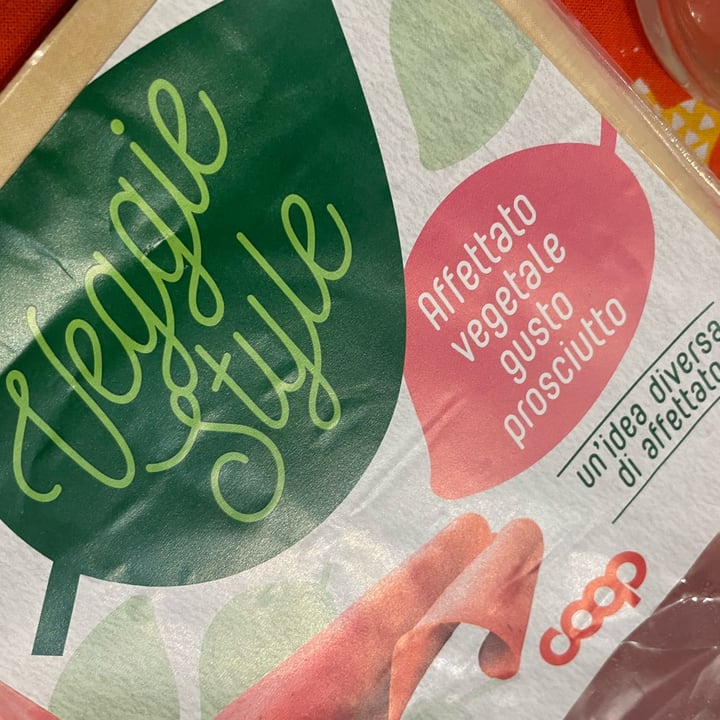 Veggie
Style
Affettato
vegetale
gusto
prosciutto
un'idea diversa
di affettato
coop